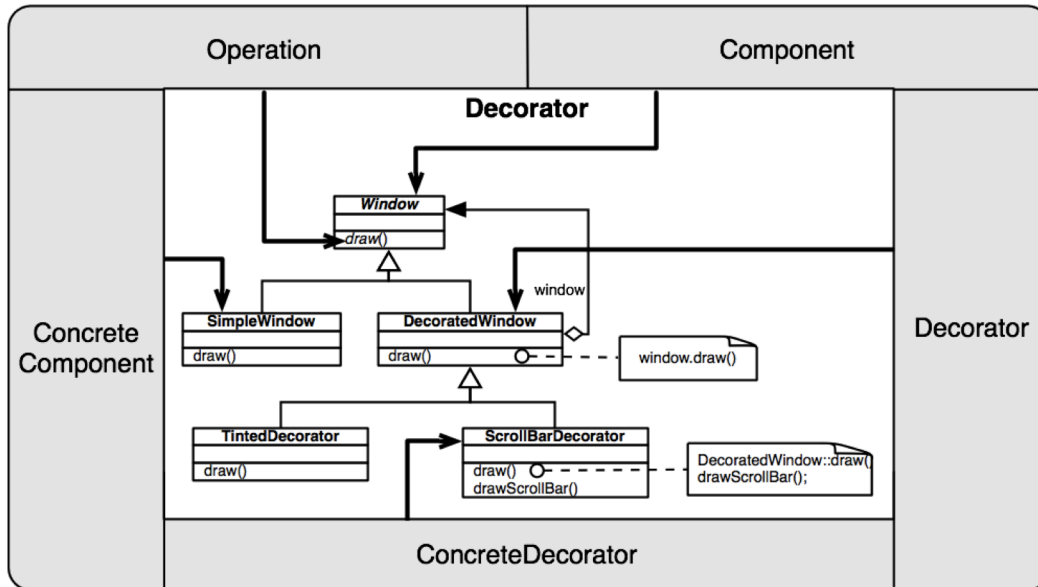 Operation
Component
Decorator
Window
draw()
window
Concrete
Component
SimpleWindow
draw()
DecoratedWindow
draw()
window.draw()
Decorator
TintedDecorator
draw()
ScrollBarDecorator
draw()
drawScrollBar()
DecoratedWindow::draw()
drawScrollBar();
ConcreteDecorator